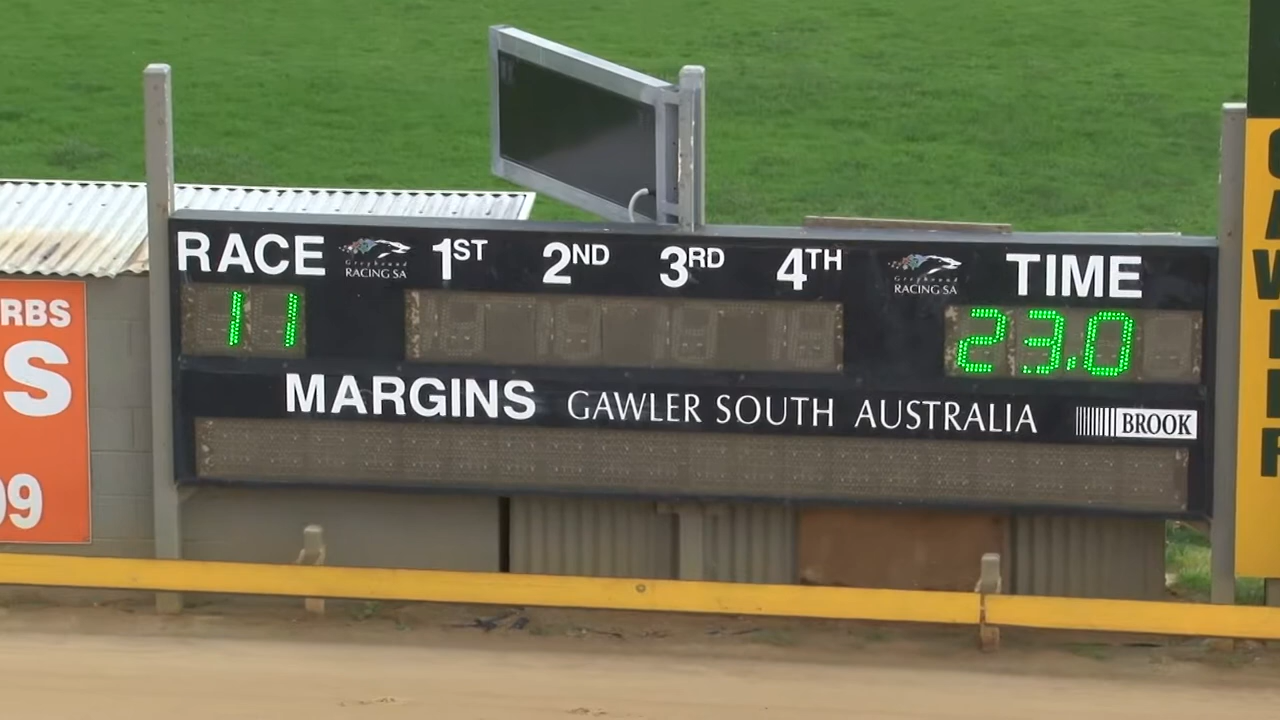 RACE
Greyhound
RACING SA
1ST 2ND 3RD 4TH
Greyhound
RACING SA
TIME
11
23.0
MARGINS GAWLER SOUTH AUSTRALIA BROOK
RBS
S
99